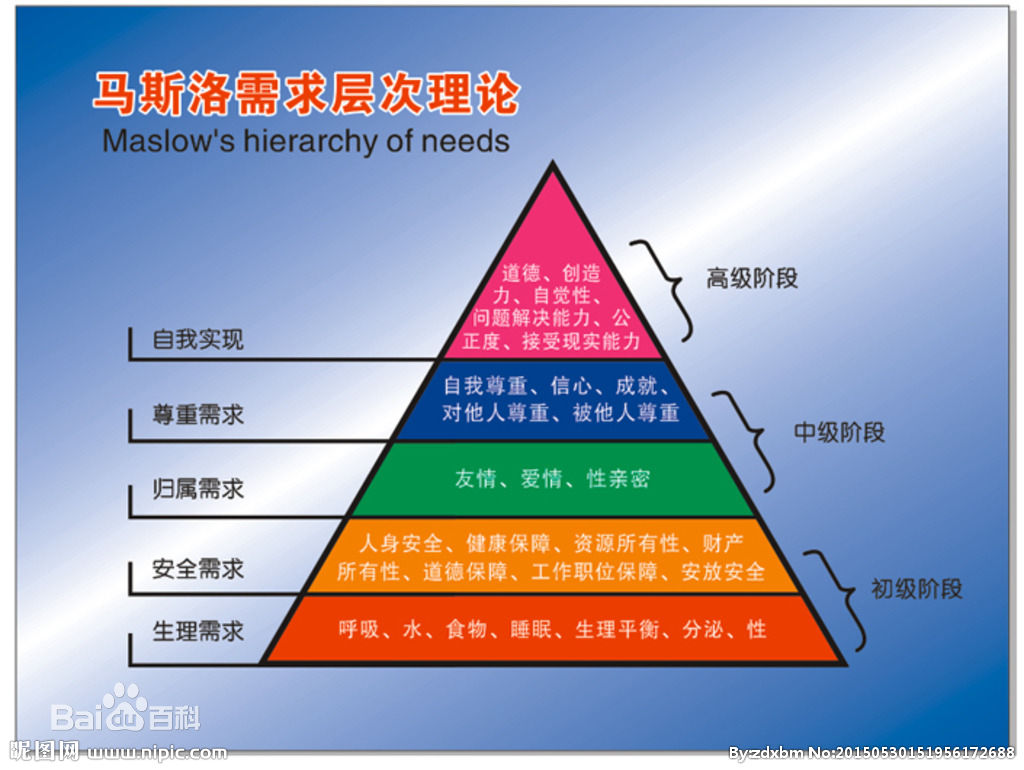 马斯洛需求层次理论
Maslow's hierarchy of needs
道德、创造
力、自觉性、
问题解决能力、公
正度、接受现实能力
高级阶段
自我实现
自我尊重、信心、成就、
对他人尊重、被他人尊重
尊重需求
中级阶段
友情、爱情、性亲密
归属需求
人身安全、健康保障、资源所有性、财产
所有性、道德保障、工作职位保障、安放安全
安全需求
初级阶段
呼吸、水、食物、睡眠、生理平衡、分泌、性
生理需求
Bai du 百科
昵图网 www.nipic.com
By:zdxbm No:20150530151956172688